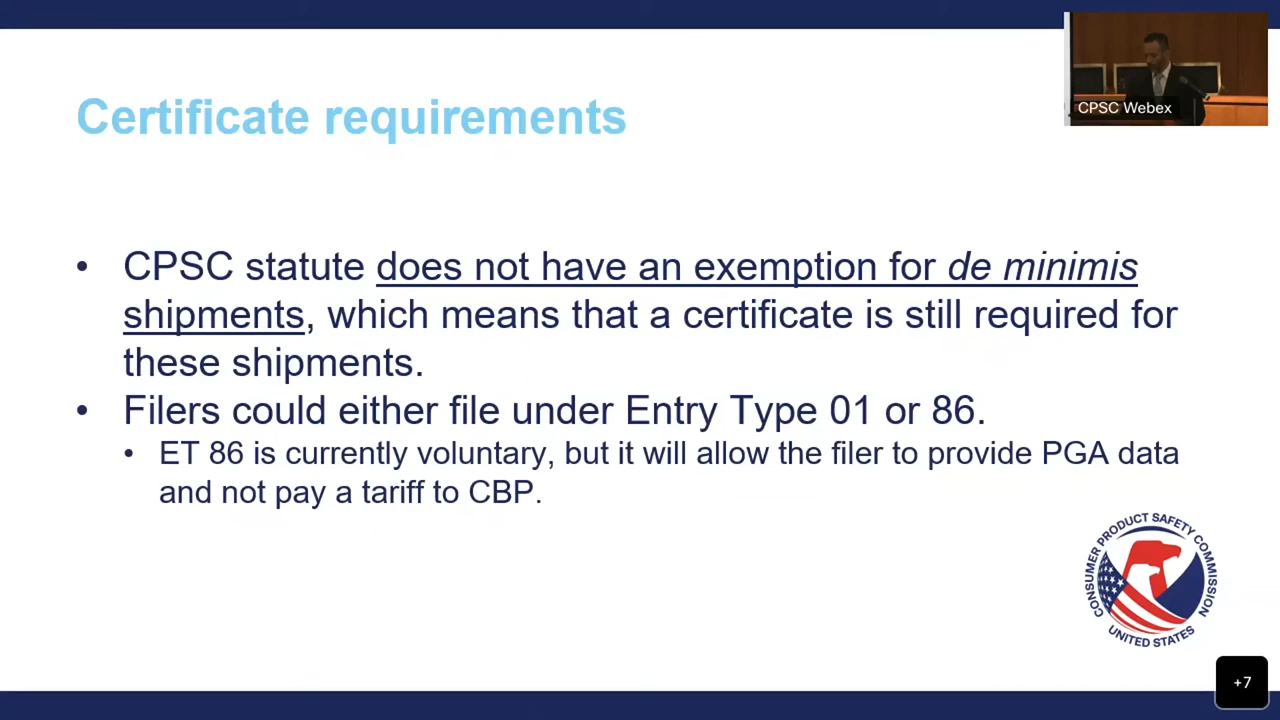 CPSC Webex
Certificate requirements
• CPSC statute does not have an exemption for de minimis
shipments, which means that a certificate is still required for
these shipments.
• Filers could either file under Entry Type 01 or 86.
• ET 86 is currently voluntary, but it will allow the filer to provide PGA data
and not pay a tariff to CBP.
CONSUMER PRODUCT SAFETY COMMISSION
UNITED STATES
+7